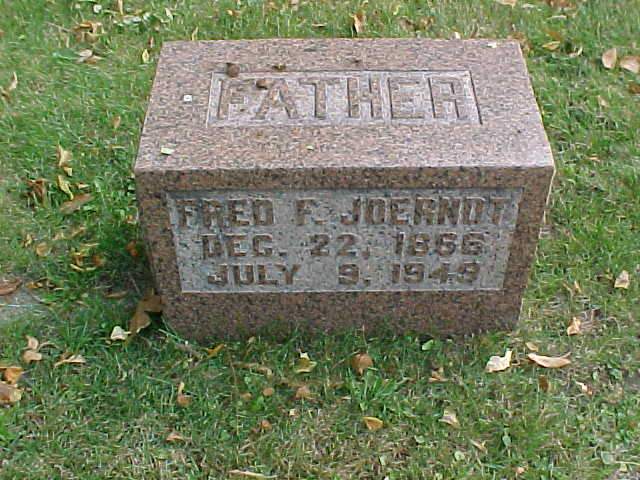 FATHER
FRED F. JOERNDT
DEC. 22, 1866
JULY 9, 1949